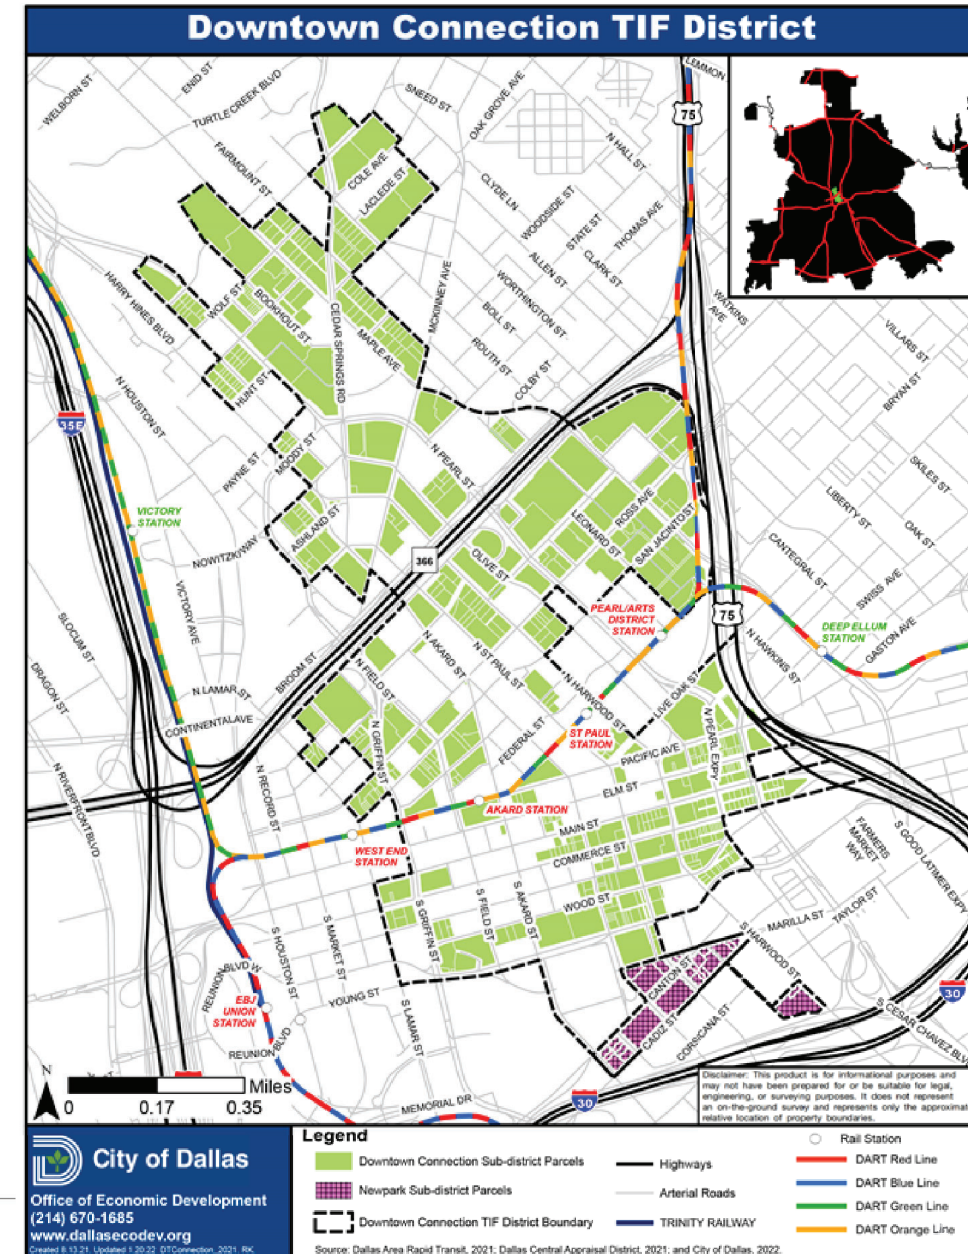 Downtown Connection TIF District
LEMMON
75
WELBORN ST
ENID ST
TURTLE CREEK BLVD
SNEED ST
OAK GROVE AVE
N HALL ST
FAIRMOUNT ST
COLE AVE
LACLEDE ST
CLYDE LN
WOODSIDE ST
STATE ST
THOMAS AVE
ALLEN ST
CLARK ST
HARRY HINES BLVD
WOLF ST
BOOKHOUT ST
CEDAR SPRINGS RD
MAPLE AVE
MCKINNEY AVE
WORTHINGTON ST
BOLL ST
ROUTH ST
COLBY ST
WATKINS
AVE
VILLARS ST
BRYAN ST
HUNT ST
N HOUSTON ST
35E
PAYNE ST
MOODY ST
N PEARL ST
SKILES ST
LIBERTY ST
OAK ST
VICTORY
STATION
ASHLAND ST
NOWITZKI WAY
366
OLIVE ST
LEONARD ST
ROSS AVE
SAN JACINTO ST
CANTEGRAL ST
SWISS AVE
GASTON AVE
VICTORY AVE
SLOCUM ST
DRAGON ST
PEARL/ARTS
DISTRICT
STATION
75
DEEP ELLUM
STATION
N HAWKINS ST
N LAMAR ST
CONTINENTAL AVE
BROOM ST
N FIELD ST
N AKARD ST
N ST PAUL ST
N HARWOOD ST
LIVE OAK ST
N PEARL EXPY
N GRIFFIN ST
FEDERAL ST
ST PAUL
STATION
PACIFIC AVE
ELM ST
N RIVERFRONT BLVD
N RECORD ST
AKARD STATION
WEST END
STATION
MAIN ST
COMMERCE ST
FARMERS
MARKET
WAY
S GOOD LATIMER EXPY
S GRIFFIN ST
S FIELD ST
S AKARD ST
WOOD ST
MARILLA ST
TAYLOR ST
S HARWOOD ST
S MARKET ST
S HOUSTON ST
REUNION BLVD W
EBJ
UNION
STATION
YOUNG ST
S LAMAR ST
CANTON ST
CADIZ ST
CORSICANA ST
30
S CESAR CHAVEZ BLVD
REUNION BLVD
MEMORIAL DR
30
N
Miles
0 0.17 0.35
Disclaimer: This product is for informational purposes and
may not have been prepared for or be suitable for legal,
engineering, or surveying purposes. It does not represent
an on-the-ground survey and represents only the approximat
relative location of property boundaries.
City of Dallas
Office of Economic Development
(214) 670-1685
www.dallasecodev.org
Created 8.13.21. Updated 1.20.22 DTConnection_2021 RK
Legend
Downtown Connection Sub-district Parcels
Newpark Sub-district Parcels
Downtown Connection TIF District Boundary
Highways
Arterial Roads
TRINITY RAILWAY
Rail Station
DART Red Line
DART Blue Line
DART Green Line
DART Orange Line
Source: Dallas Area Rapid Transit, 2021; Dallas Central Appraisal District, 2021; and City of Dallas, 2022.